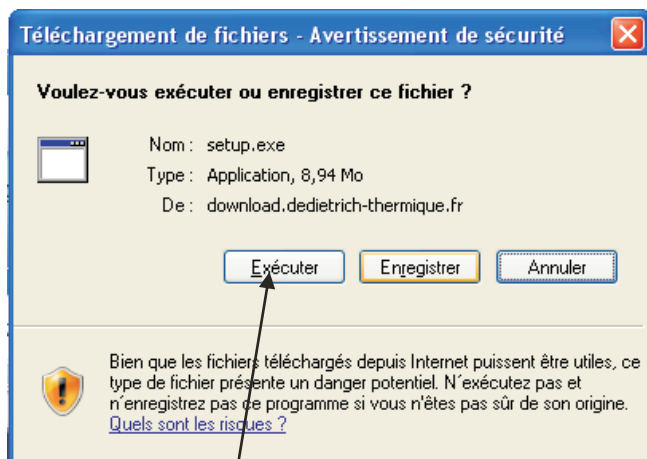 Téléchargement de fichiers - Avertissement de sécurité
Voulez-vous exécuter ou enregistrer ce fichier ?
Nom : setup.exe
Type : Application, 8,94 Mo
De : download.dedietrich-thermique.fr
Exécuter Enregistrer Annuler
Bien que les fichiers téléchargés depuis Internet puissent être utiles, ce
type de fichier présente un danger potentiel. N´exécutez pas et
n´enregistrez pas ce programme si vous n'êtes pas sûr de son origine.
Quels sont les risques ?